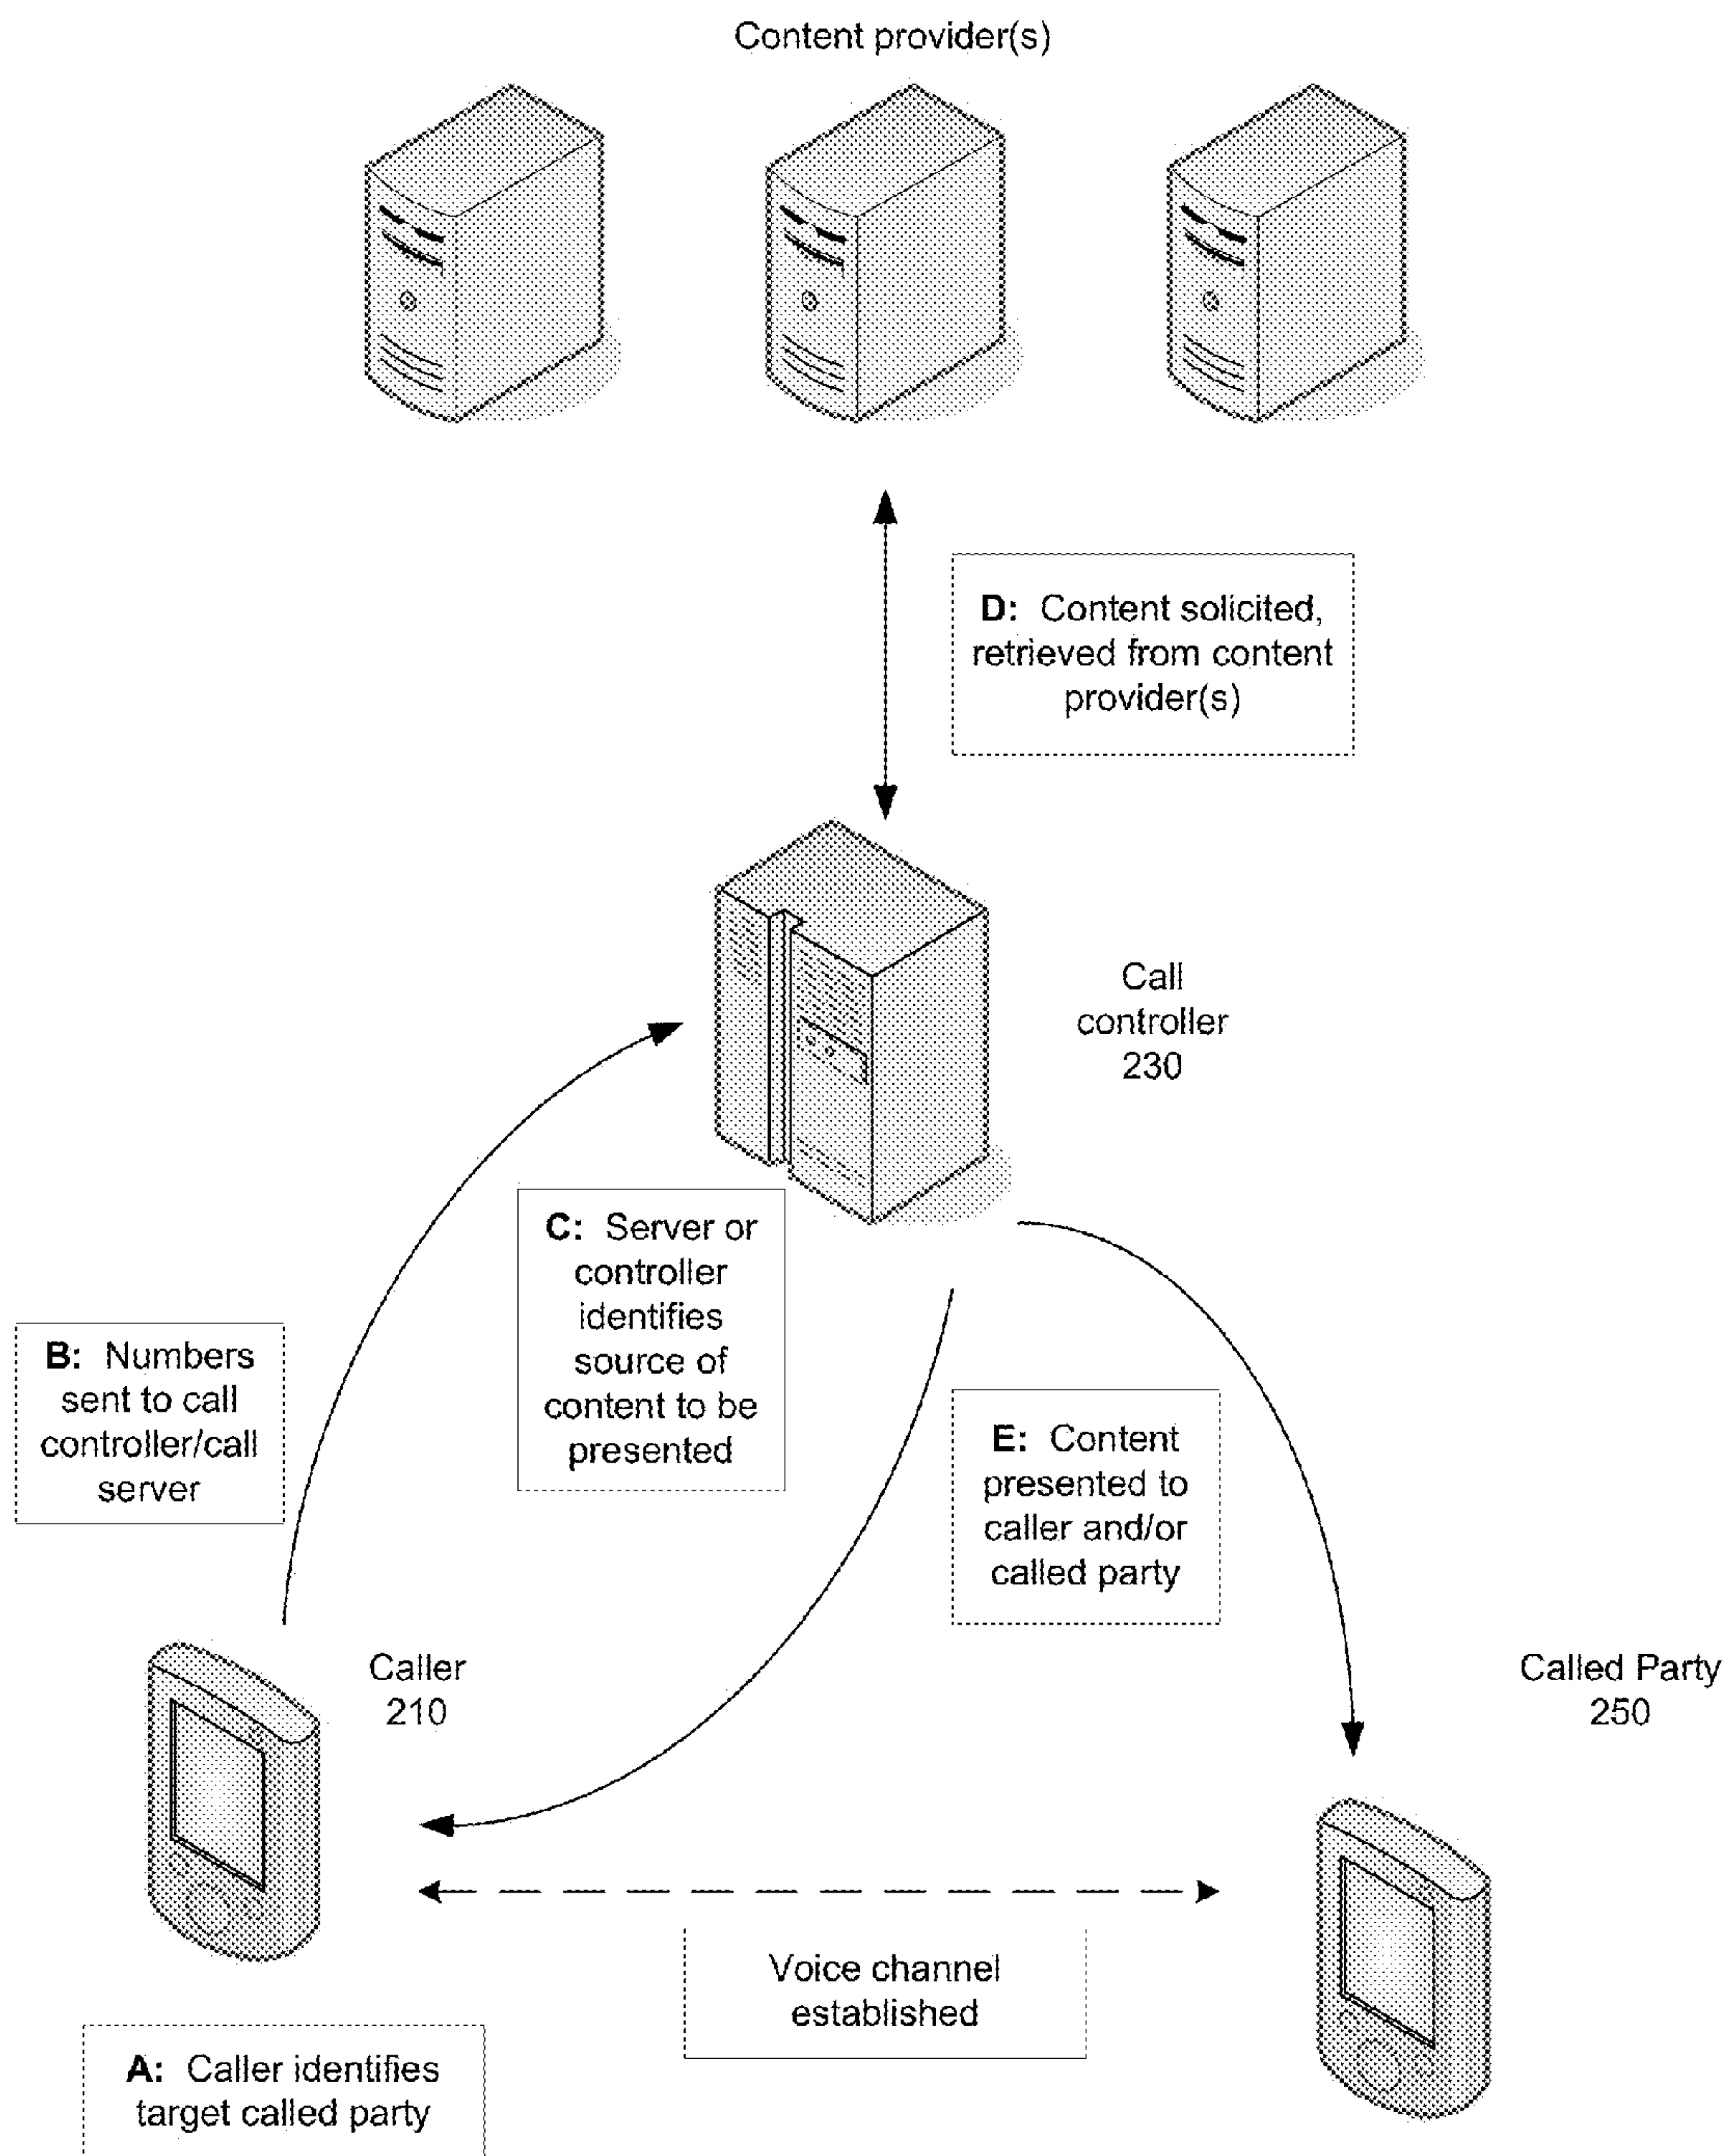 Content provider(s)
D: Content solicited,
retrieved from content
provider(s)
Call
controller
230
C: Server or
controller
identifies
source of
content to be
presented
B: Numbers
sent to call
controller/call
server
E: Content
presented to
caller and/or
called party
Caller
210
Called Party
250
Voice channel
established
A: Caller identifies
target called party